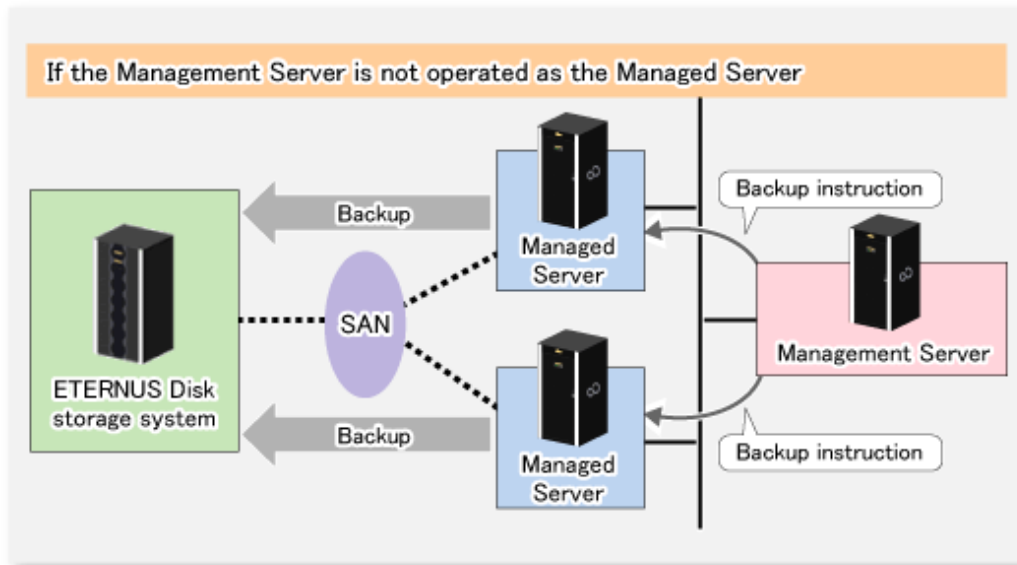 If the Management Server is not operated as the Managed Server
Backup instruction
Backup
Managed
Server
SAN
Management Server
ETERNUS Disk
storage system
Backup
Managed
Server
Backup instruction